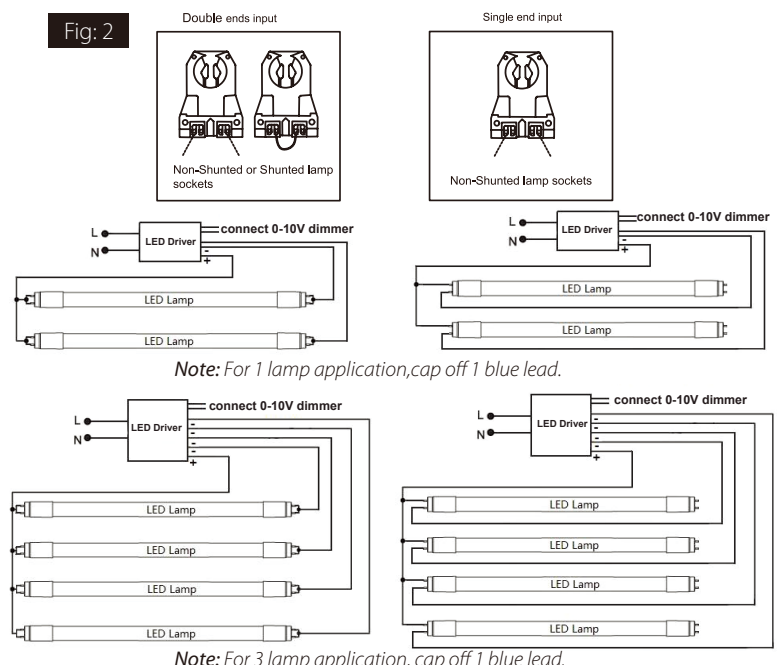 Fig: 2
Double ends input
Non-Shunted or Shunted lamp
sockets
Single end input
Non-Shunted lamp sockets
connect 0-10V dimmer
L
N
LED Driver
-
-
+
LED Lamp
LED Lamp
connect 0-10V dimmer
L
N
LED Driver
-
-
+
LED Lamp
LED Lamp
Note: For 1 lamp application,cap off 1 blue lead.
connect 0-10V dimmer
L
N
LED Driver
-
-
-
-
+
LED Lamp
LED Lamp
LED Lamp
LED Lamp
connect 0-10V dimmer
L
N
LED Driver
-
-
-
-
+
LED Lamp
LED Lamp
LED Lamp
LED Lamp
Note: For 3 lamp application, cap off 1 blue lead.